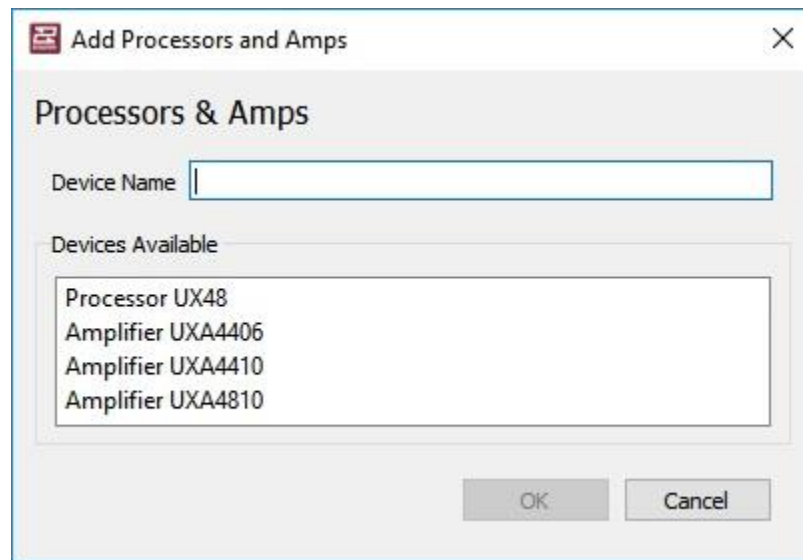 Add Processors and Amps
Processors & Amps
Device Name
Devices Available
Processor UX48
Amplifier UXA4406
Amplifier UXA4410
Amplifier UXA4810
OK
Cancel